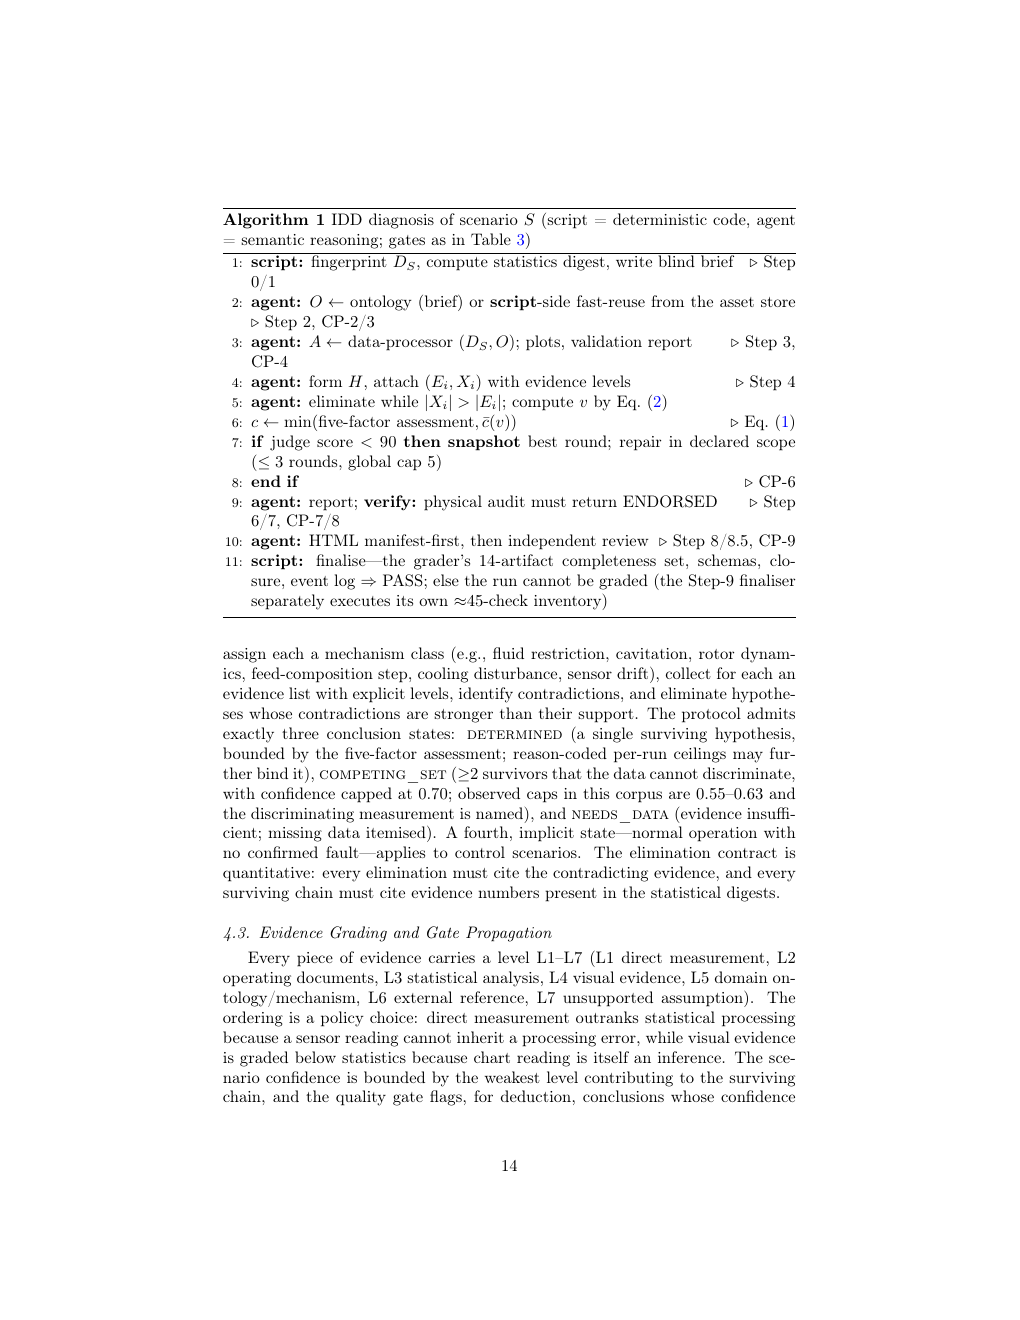 Algorithm 1 IDD diagnosis of scenario S (script = deterministic code, agent
= semantic reasoning; gates as in Table 3)
1: script: fingerprint D_S, compute statistics digest, write blind brief ▷ Step
0/1
2: agent: O ← ontology (brief) or script-side fast-reuse from the asset store
▷ Step 2, CP-2/3
3: agent: A ← data-processor (D_S, O); plots, validation report ▷ Step 3,
CP-4
4: agent: form H, attach (E_i, X_i) with evidence levels ▷ Step 4
5: agent: eliminate while |X_i| > |E_i|; compute v by Eq. (2)
6: c ← min(five-factor assessment, c̄(v)) ▷ Eq. (1)
7: if judge score < 90 then snapshot best round; repair in declared scope
(≤ 3 rounds, global cap 5)
8: end if ▷ CP-6
9: agent: report; verify: physical audit must return ENDORSED ▷ Step
6/7, CP-7/8
10: agent: HTML manifest-first, then independent review ▷ Step 8/8.5, CP-9
11: script: finalise—the grader's 14-artifact completeness set, schemas, clo-
sure, event log ⇒ PASS; else the run cannot be graded (the Step-9 finaliser
separately executes its own ≈45-check inventory)
assign each a mechanism class (e.g., fluid restriction, cavitation, rotor dynam-
ics, feed-composition step, cooling disturbance, sensor drift), collect for each an
evidence list with explicit levels, identify contradictions, and eliminate hypothe-
ses whose contradictions are stronger than their support. The protocol admits
exactly three conclusion states: DETERMINED (a single surviving hypothesis,
bounded by the five-factor assessment; reason-coded per-run ceilings may fur-
ther bind it), COMPETING_SET (≥2 survivors that the data cannot discriminate,
with confidence capped at 0.70; observed caps in this corpus are 0.55–0.63 and
the discriminating measurement is named), and NEEDS_DATA (evidence insuffi-
cient; missing data itemised). A fourth, implicit state—normal operation with
no confirmed fault—applies to control scenarios. The elimination contract is
quantitative: every elimination must cite the contradicting evidence, and every
surviving chain must cite evidence numbers present in the statistical digests.
4.3. Evidence Grading and Gate Propagation
Every piece of evidence carries a level L1–L7 (L1 direct measurement, L2
operating documents, L3 statistical analysis, L4 visual evidence, L5 domain on-
tology/mechanism, L6 external reference, L7 unsupported assumption). The
ordering is a policy choice: direct measurement outranks statistical processing
because a sensor reading cannot inherit a processing error, while visual evidence
is graded below statistics because chart reading is itself an inference. The sce-
nario confidence is bounded by the weakest level contributing to the surviving
chain, and the quality gate flags, for deduction, conclusions whose confidence
14